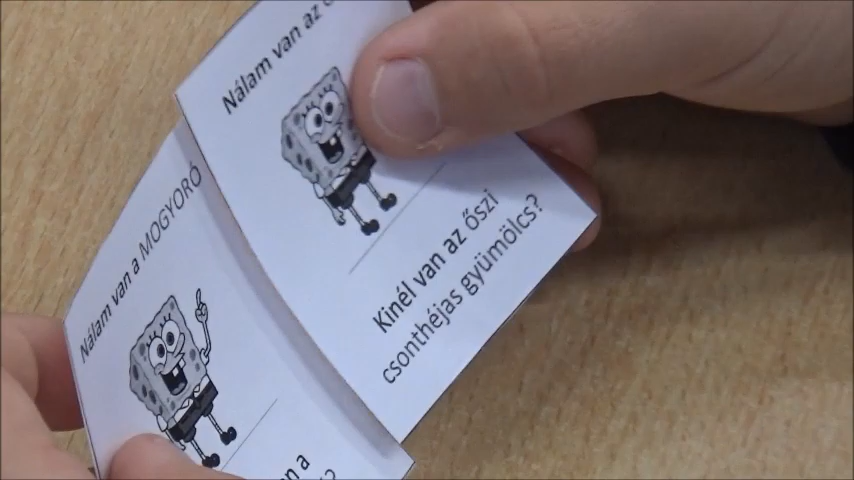 Nálam van az
Kinél van az őszi
csonthéjas gyümölcs?
Nálam van a MOGYORÓ
a
?